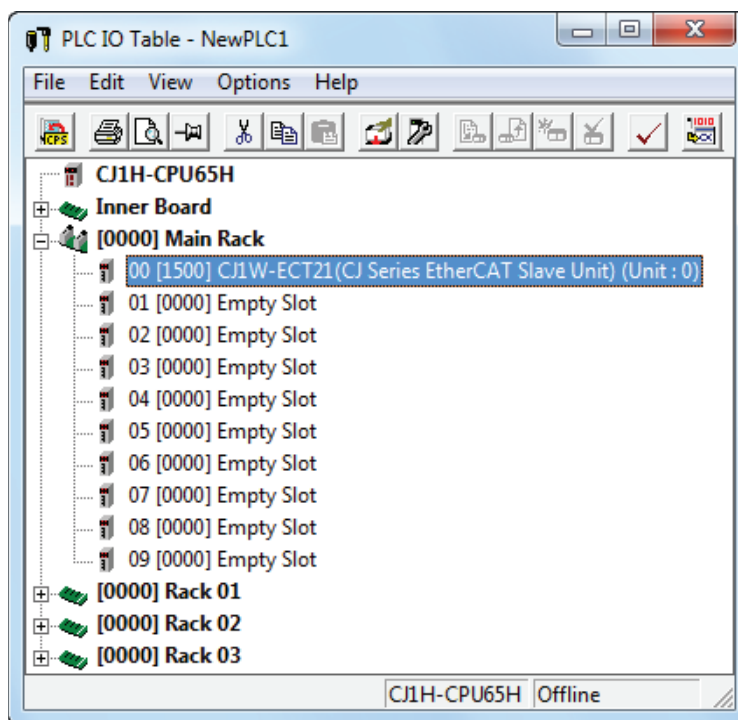 PLC IO Table - NewPLC1
File Edit View Options Help
CPS 1010
CJ1H-CPU65H
Inner Board
[0000] Main Rack
00 [1500] CJ1W-ECT21(CJ Series EtherCAT Slave Unit) (Unit : 0)
01 [0000] Empty Slot
02 [0000] Empty Slot
03 [0000] Empty Slot
04 [0000] Empty Slot
05 [0000] Empty Slot
06 [0000] Empty Slot
07 [0000] Empty Slot
08 [0000] Empty Slot
09 [0000] Empty Slot
[0000] Rack 01
[0000] Rack 02
[0000] Rack 03
CJ1H-CPU65H Offline